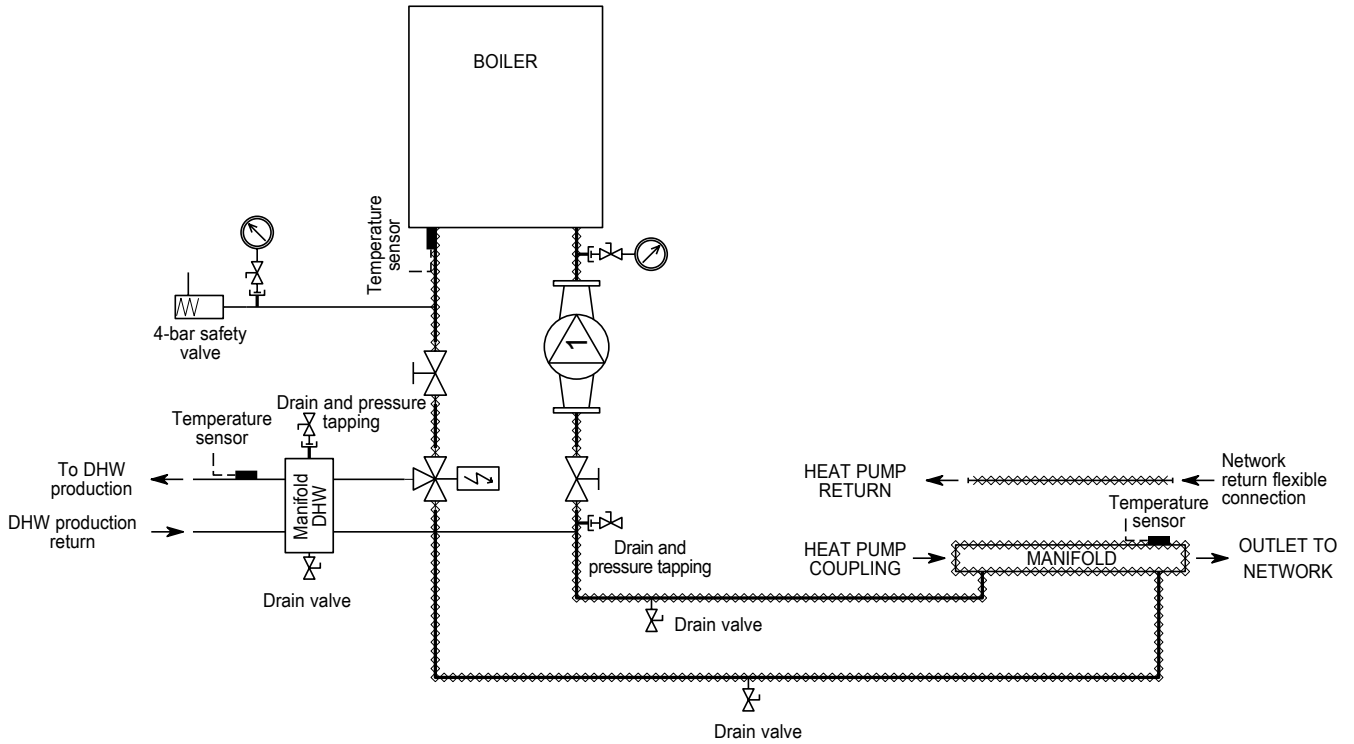 BOILER
Temperature
sensor
4-bar safety
valve
Drain and pressure
tapping
Temperature
sensor
1
To DHW
production
Manifold
DHW
DHW production
return
Drain valve
Drain and
pressure tapping
HEAT PUMP
RETURN
Network
return flexible
connection
Temperature
sensor
HEAT PUMP
COUPLING
MANIFOLD
OUTLET TO
NETWORK
Drain valve
Drain valve